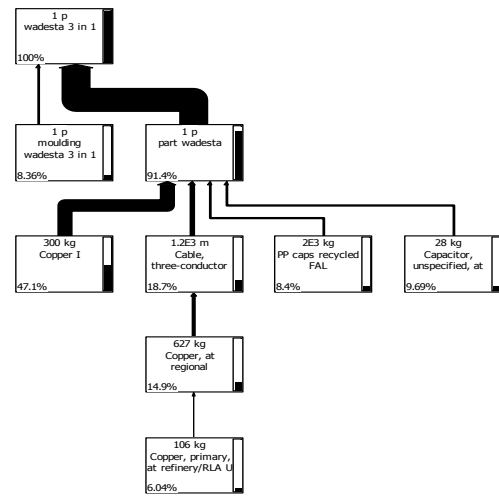 1 p
wadesta 3 in 1
100%
1 p
moulding
wadesta 3 in 1
8.36%
1 p
part wadesta
91.4%
300 kg
Copper I
47.1%
1.2E3 m
Cable,
three-conductor
18.7%
2E3 kg
PP caps recycled
FAL
8.4%
28 kg
Capacitor,
unspecified, at
9.69%
627 kg
Copper, at
regional
14.9%
106 kg
Copper, primary,
at refinery/RLA U
6.04%